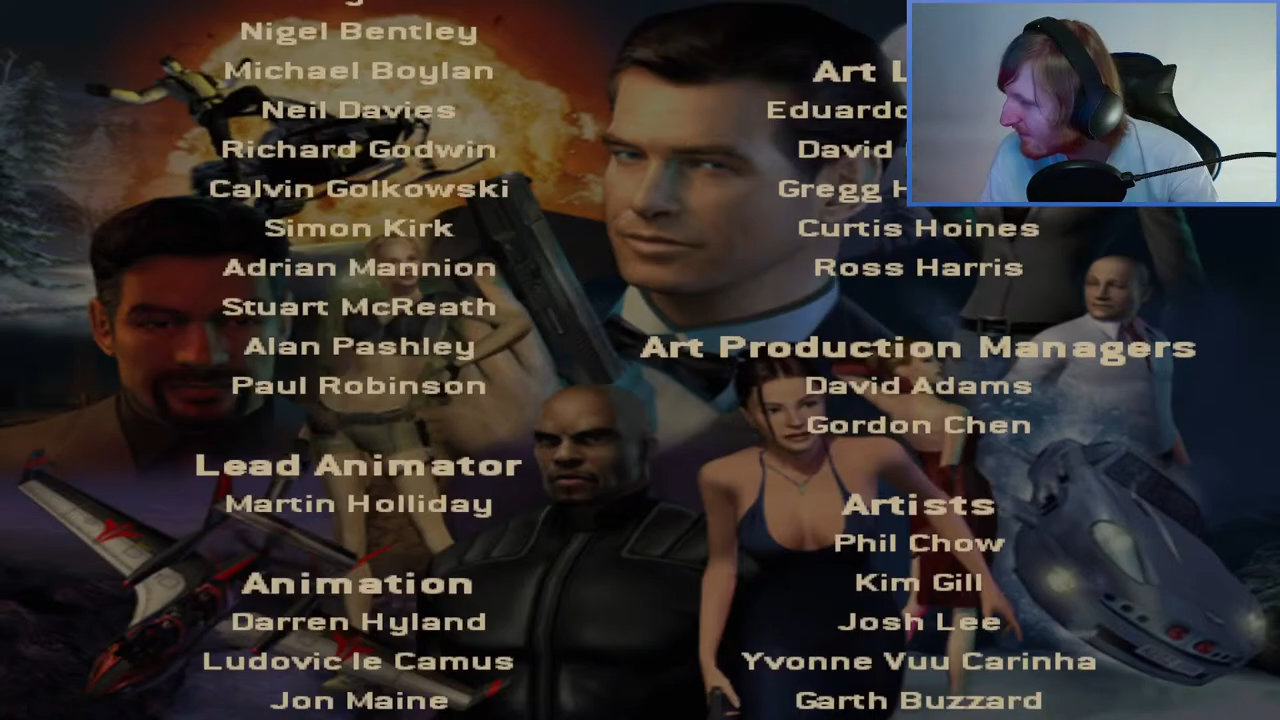 Nigel Bentley
Michael Boylan
Neil Davies
Richard Godwin
Calvin Golkowski
Simon Kirk
Adrian Mannion
Stuart McReath
Alan Pashley
Paul Robinson
Lead Animator
Martin Holliday
Animation
Darren Hyland
Ludovic le Camus
Jon Maine
Art
Eduardo
David
Gregg
Curtis Hoines
Ross Harris
Art Production Managers
David Adams
Gordon Chen
Artists
Phil Chow
Kim Gill
Josh Lee
Yvonne Vuu Carinha
Garth Buzzard